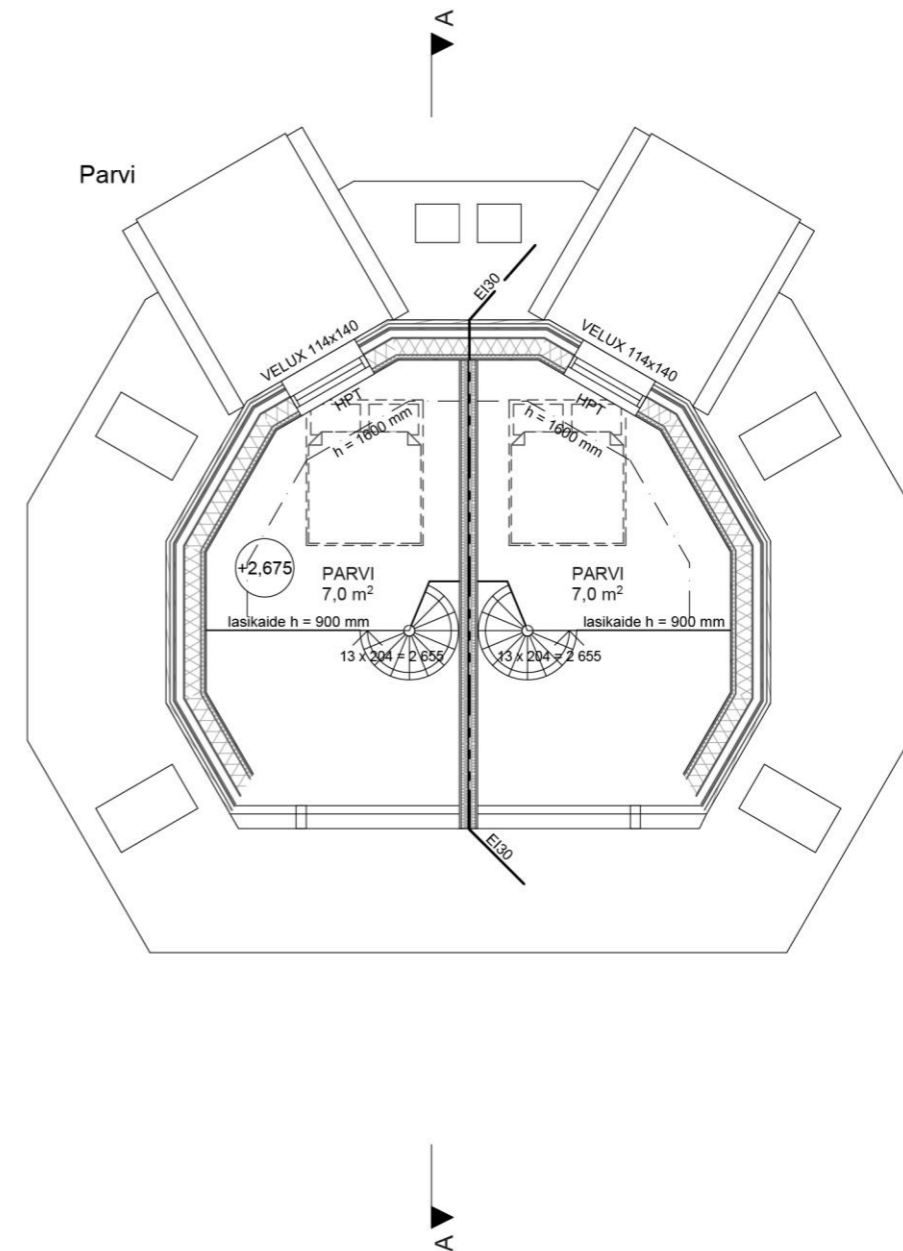 A
Parvi
EI30
VELUX 114x140
VELUX 114x140
HPT
HPT
h = 1600 mm
h = 1600 mm
+2,675
PARVI
7,0 m²
PARVI
7,0 m²
lasikaide h = 900 mm
lasikaide h = 900 mm
13 x 204 = 2 655
13 x 204 = 2 655
EI30
A